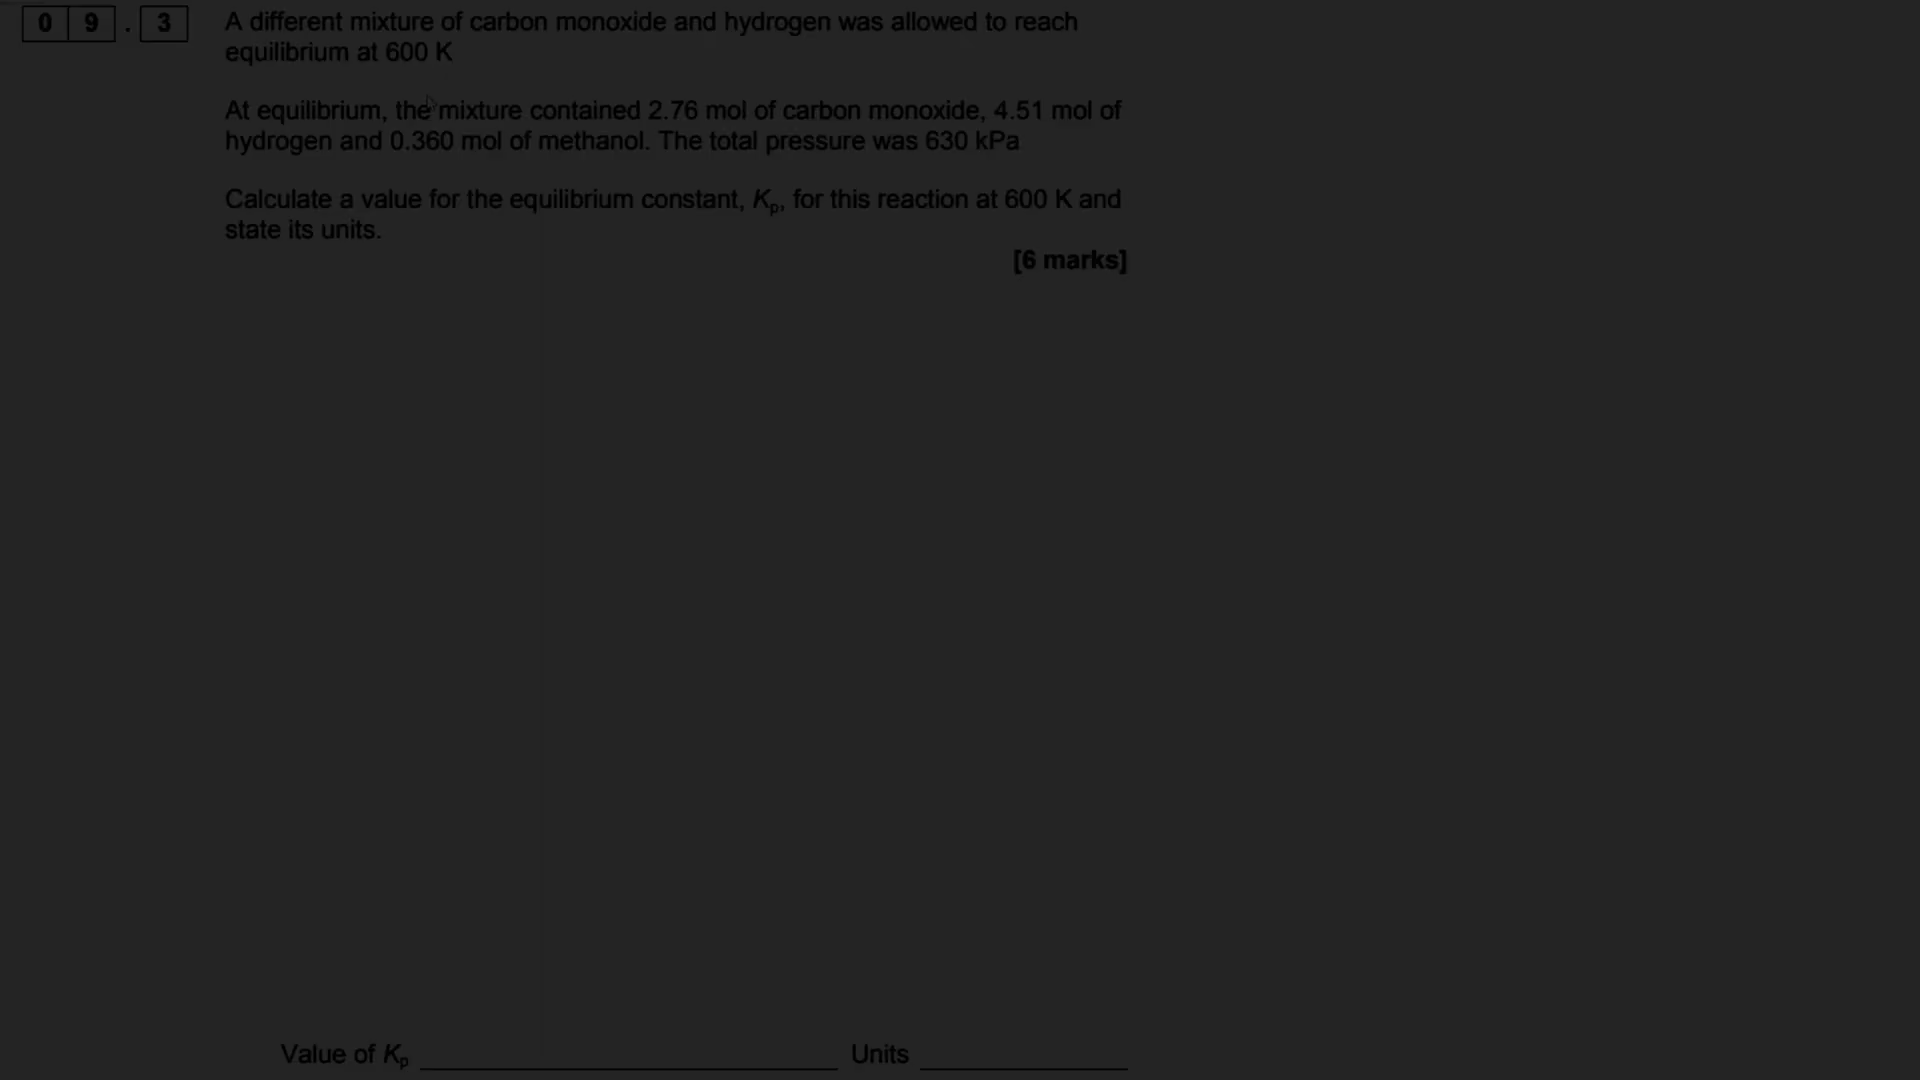 0 9 . 3 A different mixture of carbon monoxide and hydrogen was allowed to reach
equilibrium at 600 K
At equilibrium, the mixture contained 2.76 mol of carbon monoxide, 4.51 mol of
hydrogen and 0.360 mol of methanol. The total pressure was 630 kPa
Calculate a value for the equilibrium constant, Kp, for this reaction at 600 K and
state its units.
[6 marks]
Value of Kp Units